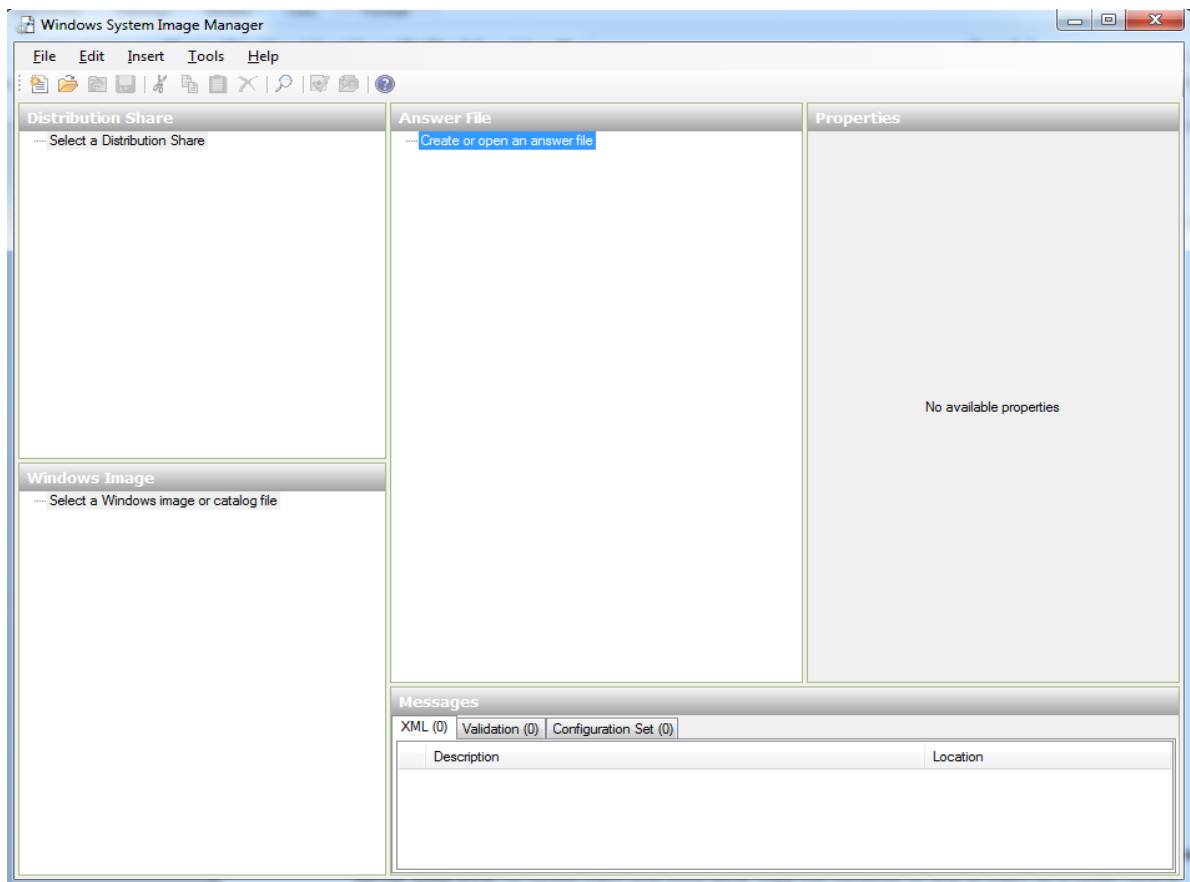 Windows System Image Manager
File Edit Insert Tools Help
Distribution Share
Select a Distribution Share
Answer File
Create or open an answer file
Properties
No available properties
Windows Image
Select a Windows image or catalog file
Messages
XML (0) Validation (0) Configuration Set (0)
Description Location